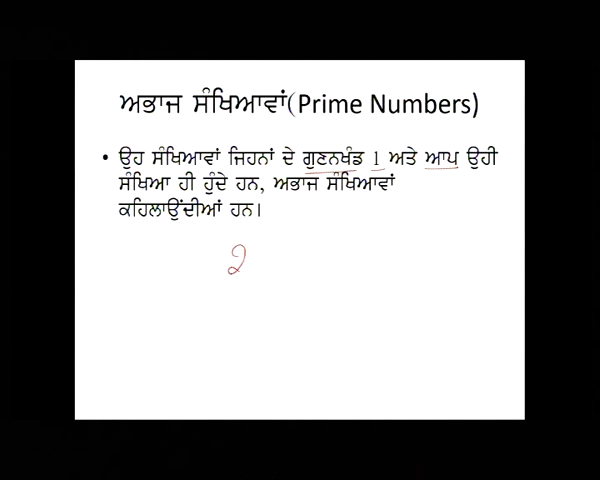 ਅਭਾਜ ਸੰਖਿਆਵਾਂ(Prime Numbers)
• ਉਹ ਸੰਖਿਆਵਾਂ ਜਿਹਨਾਂ ਦੇ ਗੁਣਨਖੰਡ 1 ਅਤੇ ਆਪ ਉਹੀ
ਸੰਖਿਆ ਹੀ ਹੁੰਦੇ ਹਨ, ਅਭਾਜ ਸੰਖਿਆਵਾਂ
ਕਹਿਲਾਉਂਦੀਆਂ ਹਨ।
2